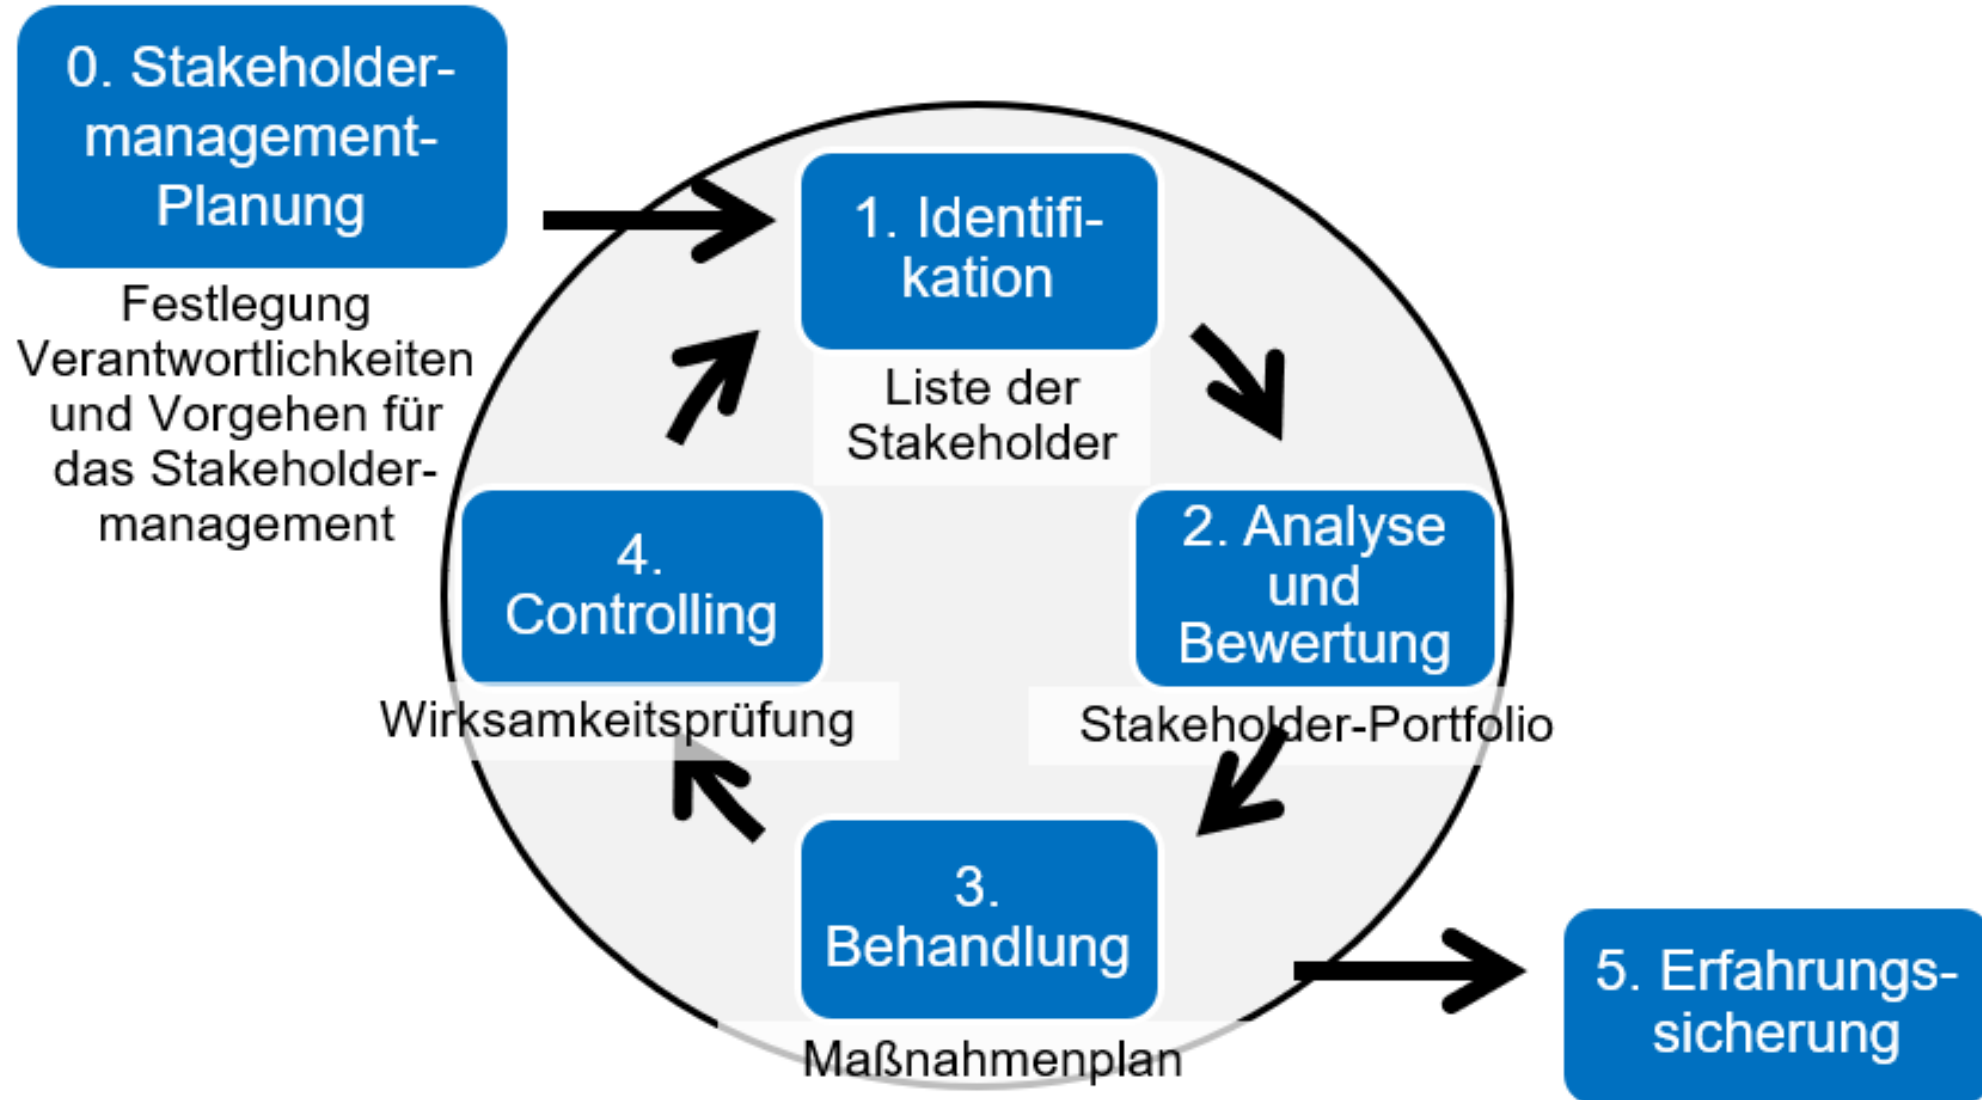 0. Stakeholder-
management-
Planung
Festlegung
Verantwortlichkeiten
und Vorgehen für
das Stakeholder-
management
1. Identifi-
kation
Liste der
Stakeholder
2. Analyse
und
Bewertung
Stakeholder-Portfolio
3.
Behandlung
Maßnahmenplan
4.
Controlling
Wirksamkeitsprüfung
5. Erfahrungs-
sicherung